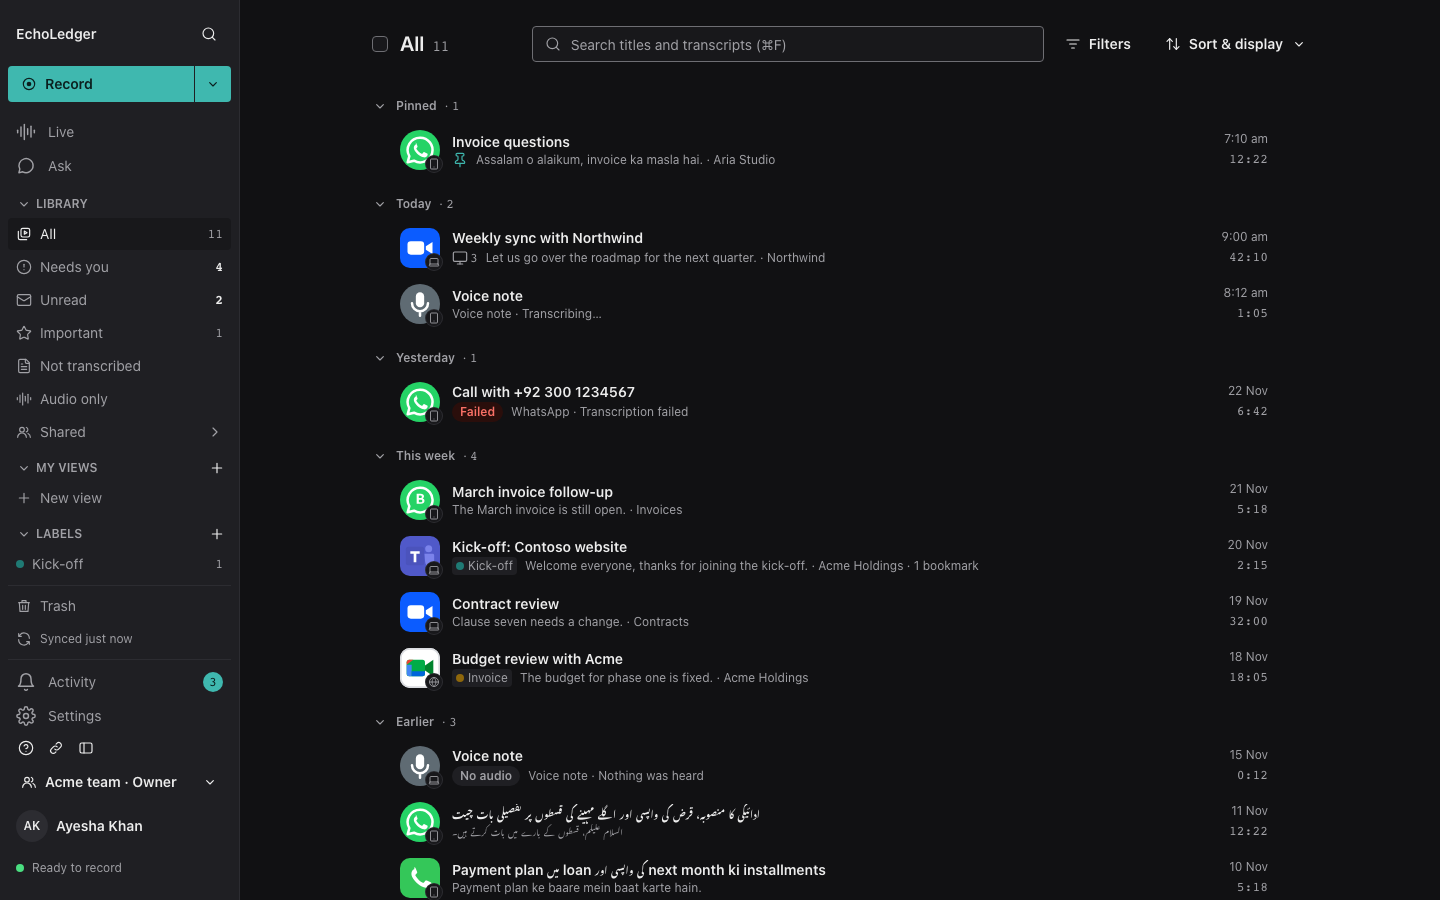 EchoLedger
Record
Live
Ask
LIBRARY
All 11
Needs you 4
Unread 2
Important 1
Not transcribed
Audio only
Shared
MY VIEWS
New view
LABELS
Kick-off 1
Trash
Synced just now
Activity 3
Settings
Acme team · Owner
AK Ayesha Khan
Ready to record
All 11
Search titles and transcripts (⌘F)
Filters
Sort & display
Pinned · 1
Invoice questions 7:10 am
Assalam o alaikum, invoice ka masla hai. · Aria Studio 12:22
Today · 2
Weekly sync with Northwind 9:00 am
3 Let us go over the roadmap for the next quarter. · Northwind 42:10
Voice note 8:12 am
Voice note · Transcribing... 1:05
Yesterday · 1
Call with +92 300 1234567 22 Nov
Failed WhatsApp · Transcription failed 6:42
This week · 4
March invoice follow-up 21 Nov
The March invoice is still open. · Invoices 5:18
Kick-off: Contoso website 20 Nov
Kick-off Welcome everyone, thanks for joining the kick-off. · Acme Holdings · 1 bookmark 2:15
Contract review 19 Nov
Clause seven needs a change. · Contracts 32:00
Budget review with Acme 18 Nov
Invoice The budget for phase one is fixed. · Acme Holdings 18:05
Earlier · 3
Voice note 15 Nov
No audio Voice note · Nothing was heard 0:12
ادائیگی کا منصوبہ، قرض کی واپسی اور اگلے مہینے کی قسطوں پر تفصیلی بات چیت 11 Nov
السلام علیکم، قسطوں کے بارے میں بات کرتے ہیں۔ 12:22
Payment plan میں loan کی واپسی اور next month ki installments 10 Nov
Payment plan ke baare mein baat karte hain. 5:18